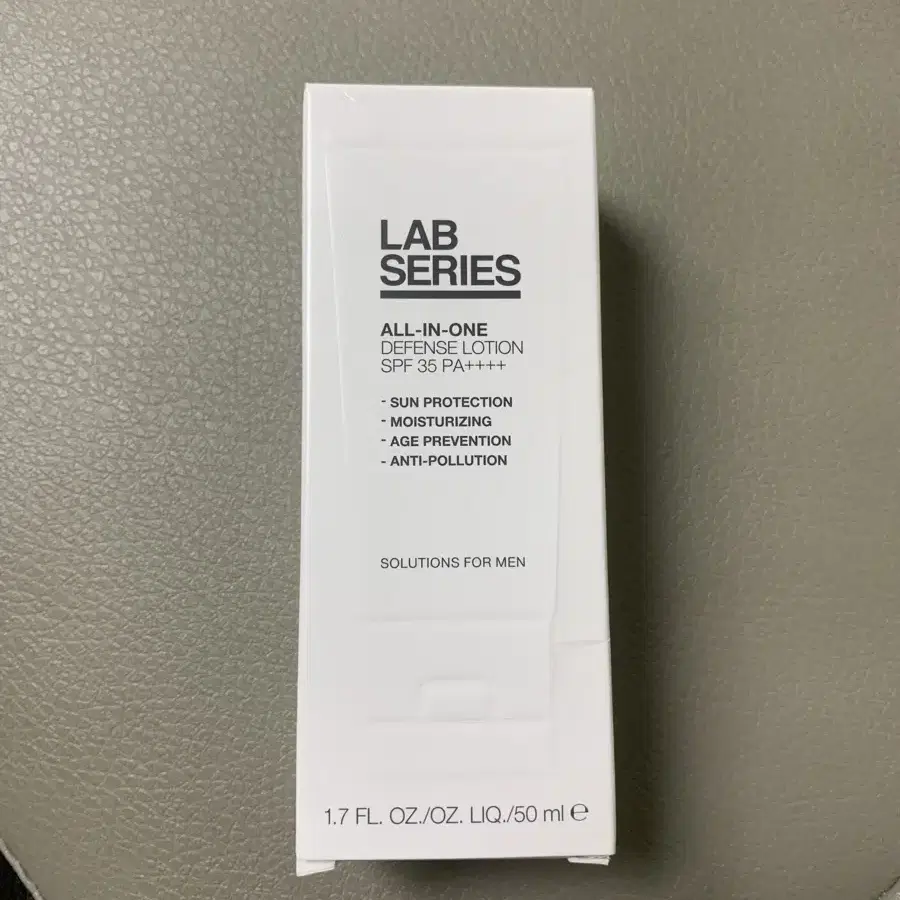 LAB
SERIES
ALL-IN-ONE
DEFENSE LOTION
SPF 35 PA++++
- SUN PROTECTION
- MOISTURIZING
- AGE PREVENTION
- ANTI-POLLUTION
SOLUTIONS FOR MEN
1.7 FL. OZ./OZ. LIQ./50 ml ℮